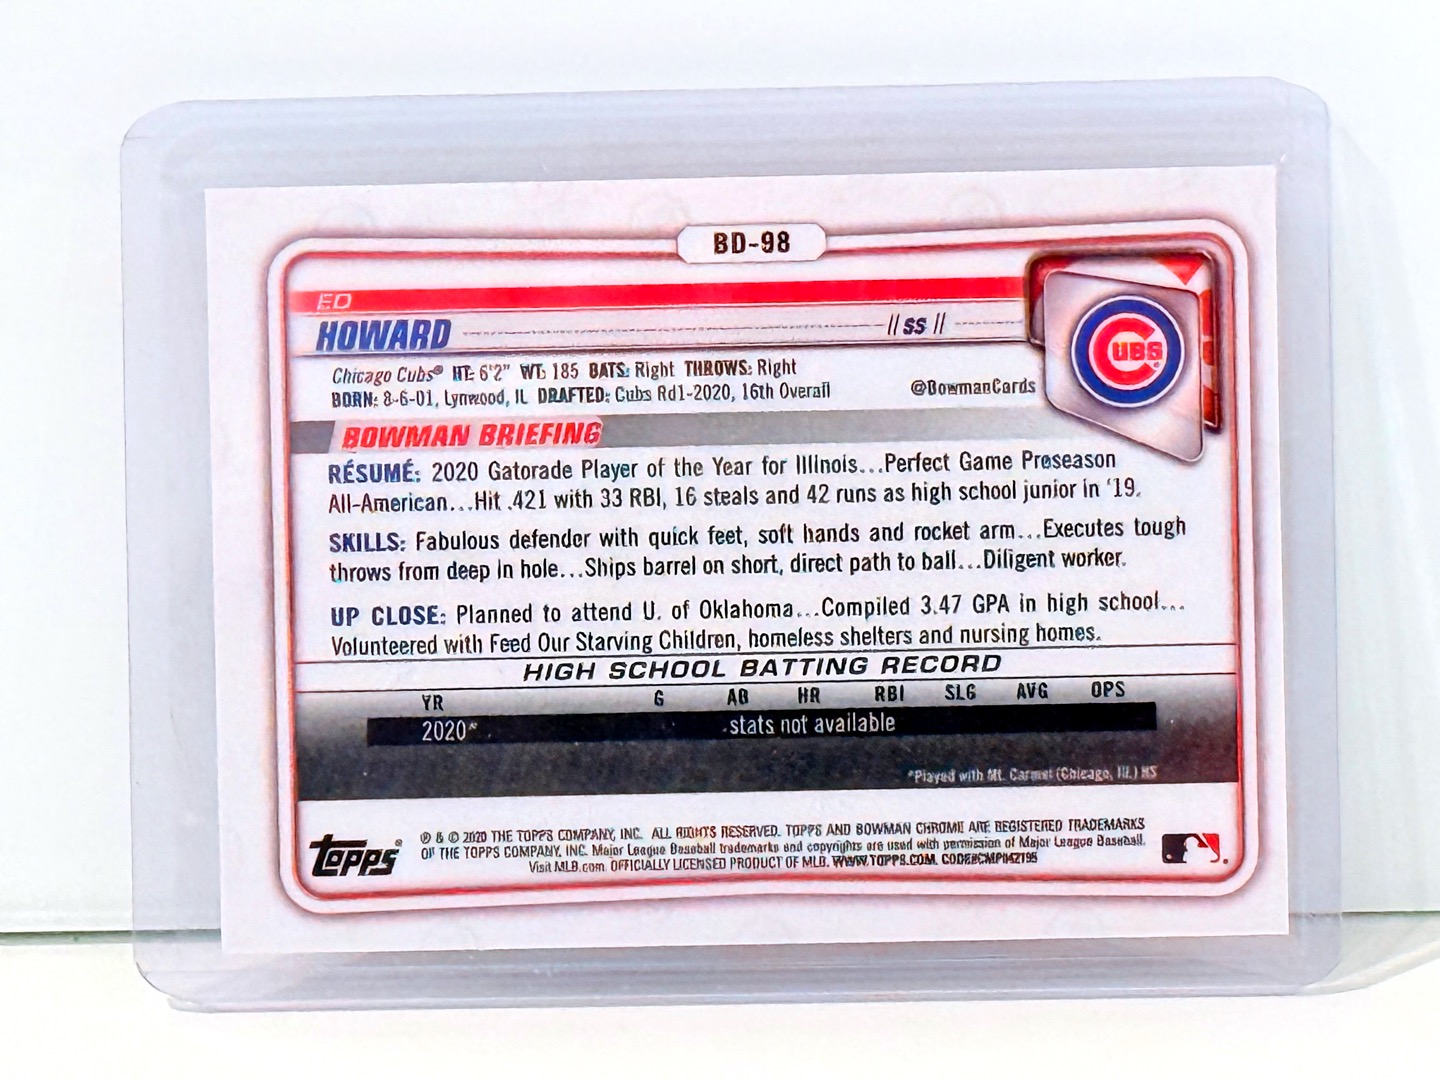 BD-98
ED
HOWARD
// SS //
CUBS
Chicago Cubs® HT: 6'2" WT: 185 BATS: Right THROWS: Right
BORN: 8-6-01, Lynwood, IL DRAFTED: Cubs Rd1-2020, 16th Overall
@BowmanCards
BOWMAN BRIEFING
RÉSUMÉ: 2020 Gatorade Player of the Year for Illinois...Perfect Game Preseason
All-American...Hit .421 with 33 RBI, 16 steals and 42 runs as high school junior in '19.
SKILLS: Fabulous defender with quick feet, soft hands and rocket arm...Executes tough
throws from deep in hole...Ships barrel on short, direct path to ball...Diligent worker.
UP CLOSE: Planned to attend U. of Oklahoma...Compiled 3.47 GPA in high school...
Volunteered with Feed Our Starving Children, homeless shelters and nursing homes.
HIGH SCHOOL BATTING RECORD
YR G AB HR RBI SLG AVG OPS
2020* stats not available
*Played with Mt. Carmel (Chicago, Ill.) HS
Topps®
® & © 2020 THE TOPPS COMPANY, INC. ALL RIGHTS RESERVED. TOPPS AND BOWMAN CHROME ARE REGISTERED TRADEMARKS
OF THE TOPPS COMPANY, INC. Major League Baseball trademarks and copyrights are used with permission of Major League Baseball.
Visit MLB.com OFFICIALLY LICENSED PRODUCT OF MLB. WWW.TOPPS.COM.